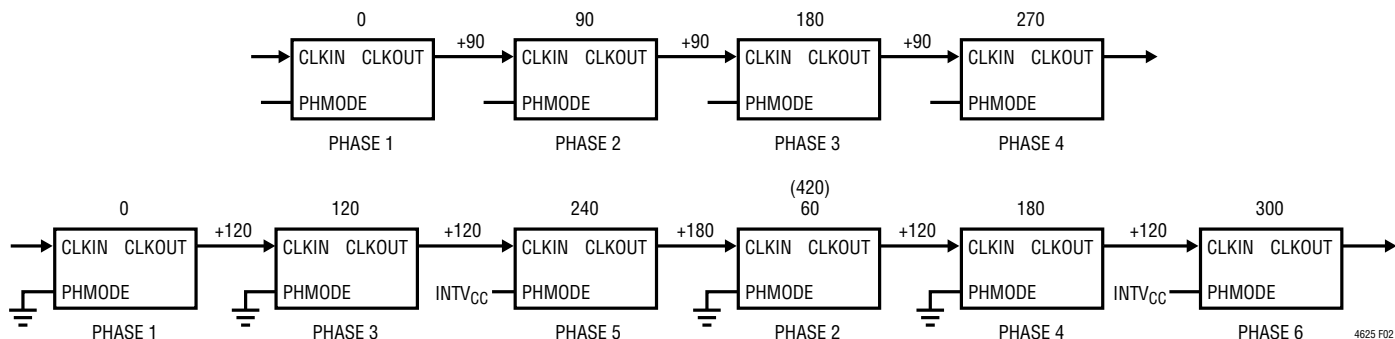 0 90 180 270
+90 +90 +90
CLKIN CLKOUT CLKIN CLKOUT CLKIN CLKOUT CLKIN CLKOUT
PHMODE PHMODE PHMODE PHMODE
PHASE 1 PHASE 2 PHASE 3 PHASE 4
(420)
0 120 240 60 180 300
+120 +120 +180 +120 +120
CLKIN CLKOUT CLKIN CLKOUT CLKIN CLKOUT CLKIN CLKOUT CLKIN CLKOUT CLKIN CLKOUT
PHMODE PHMODE INTVCC PHMODE PHMODE PHMODE INTVCC PHMODE
PHASE 1 PHASE 3 PHASE 5 PHASE 2 PHASE 4 PHASE 6
4625 F02